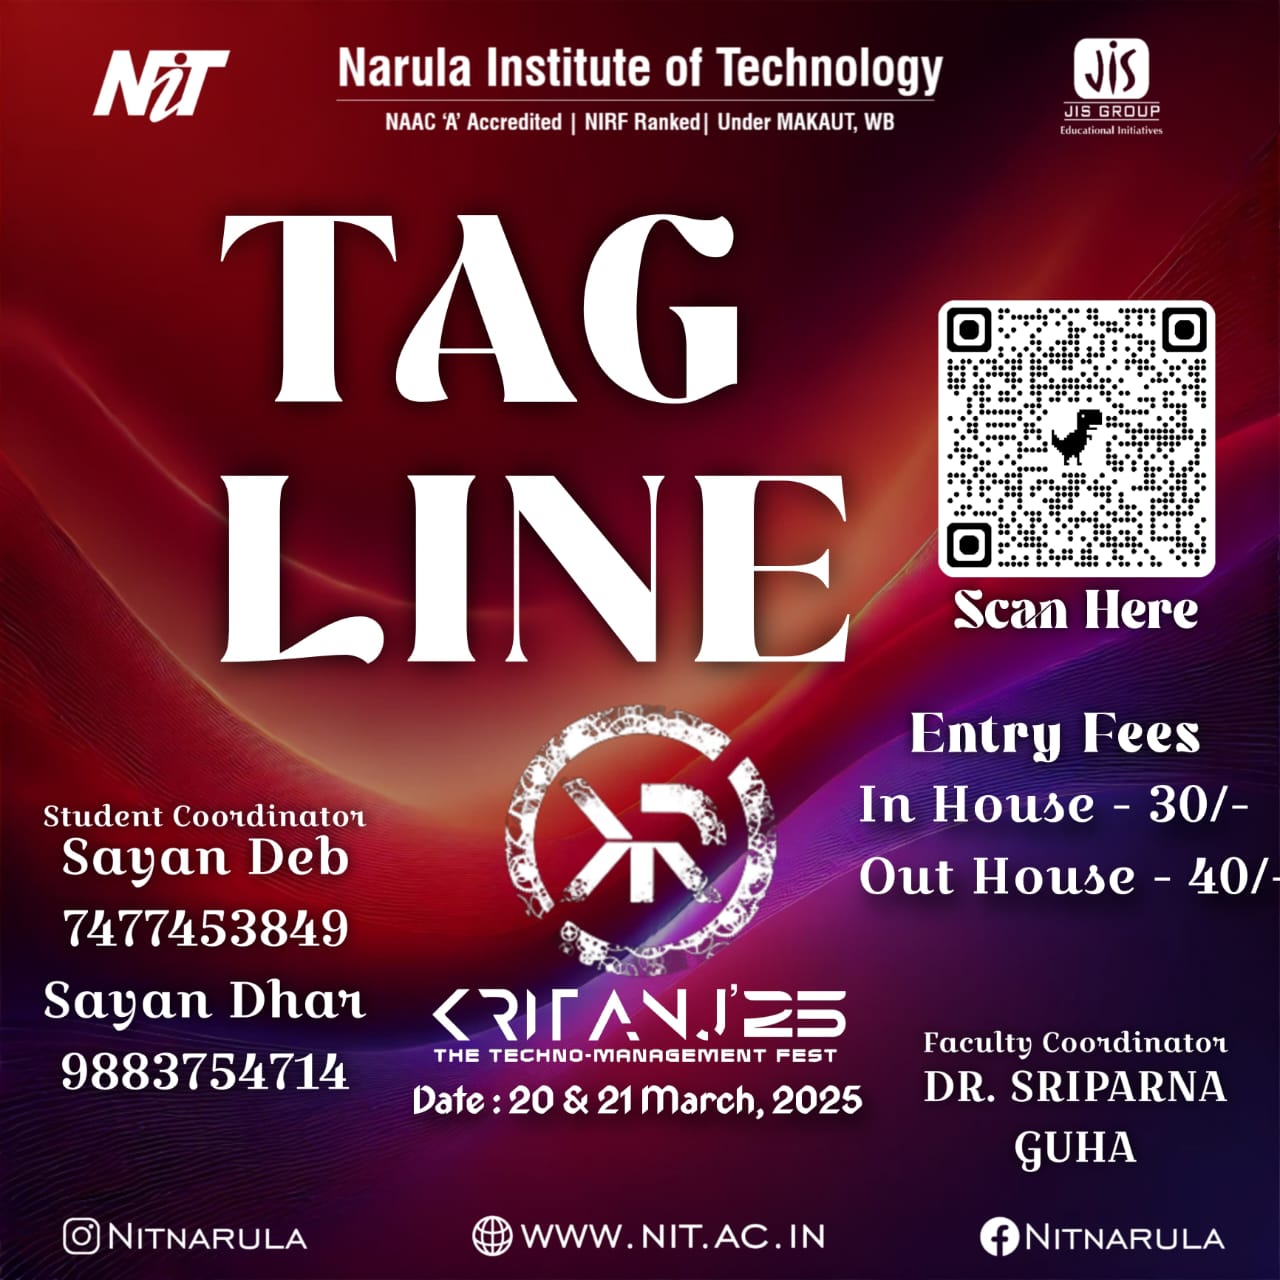 NiT
Narula Institute of Technology
NAAC ‘A’ Accredited | NIRF Ranked| Under MAKAUT, WB
JIS
JIS GROUP
Educational Initiatives
TAG
LINE
Scan Here
Entry Fees
In House - 30/-
Out House - 40/-
Student Coordinator
Sayan Deb
7477453849
Sayan Dhar
9883754714
KR
KRITANJ'25
THE TECHNO-MANAGEMENT FEST
Date : 20 & 21 March, 2025
Faculty Coordinator
DR. SRIPARNA
GUHA
NITNARULA
WWW.NIT.AC.IN
NITNARULA